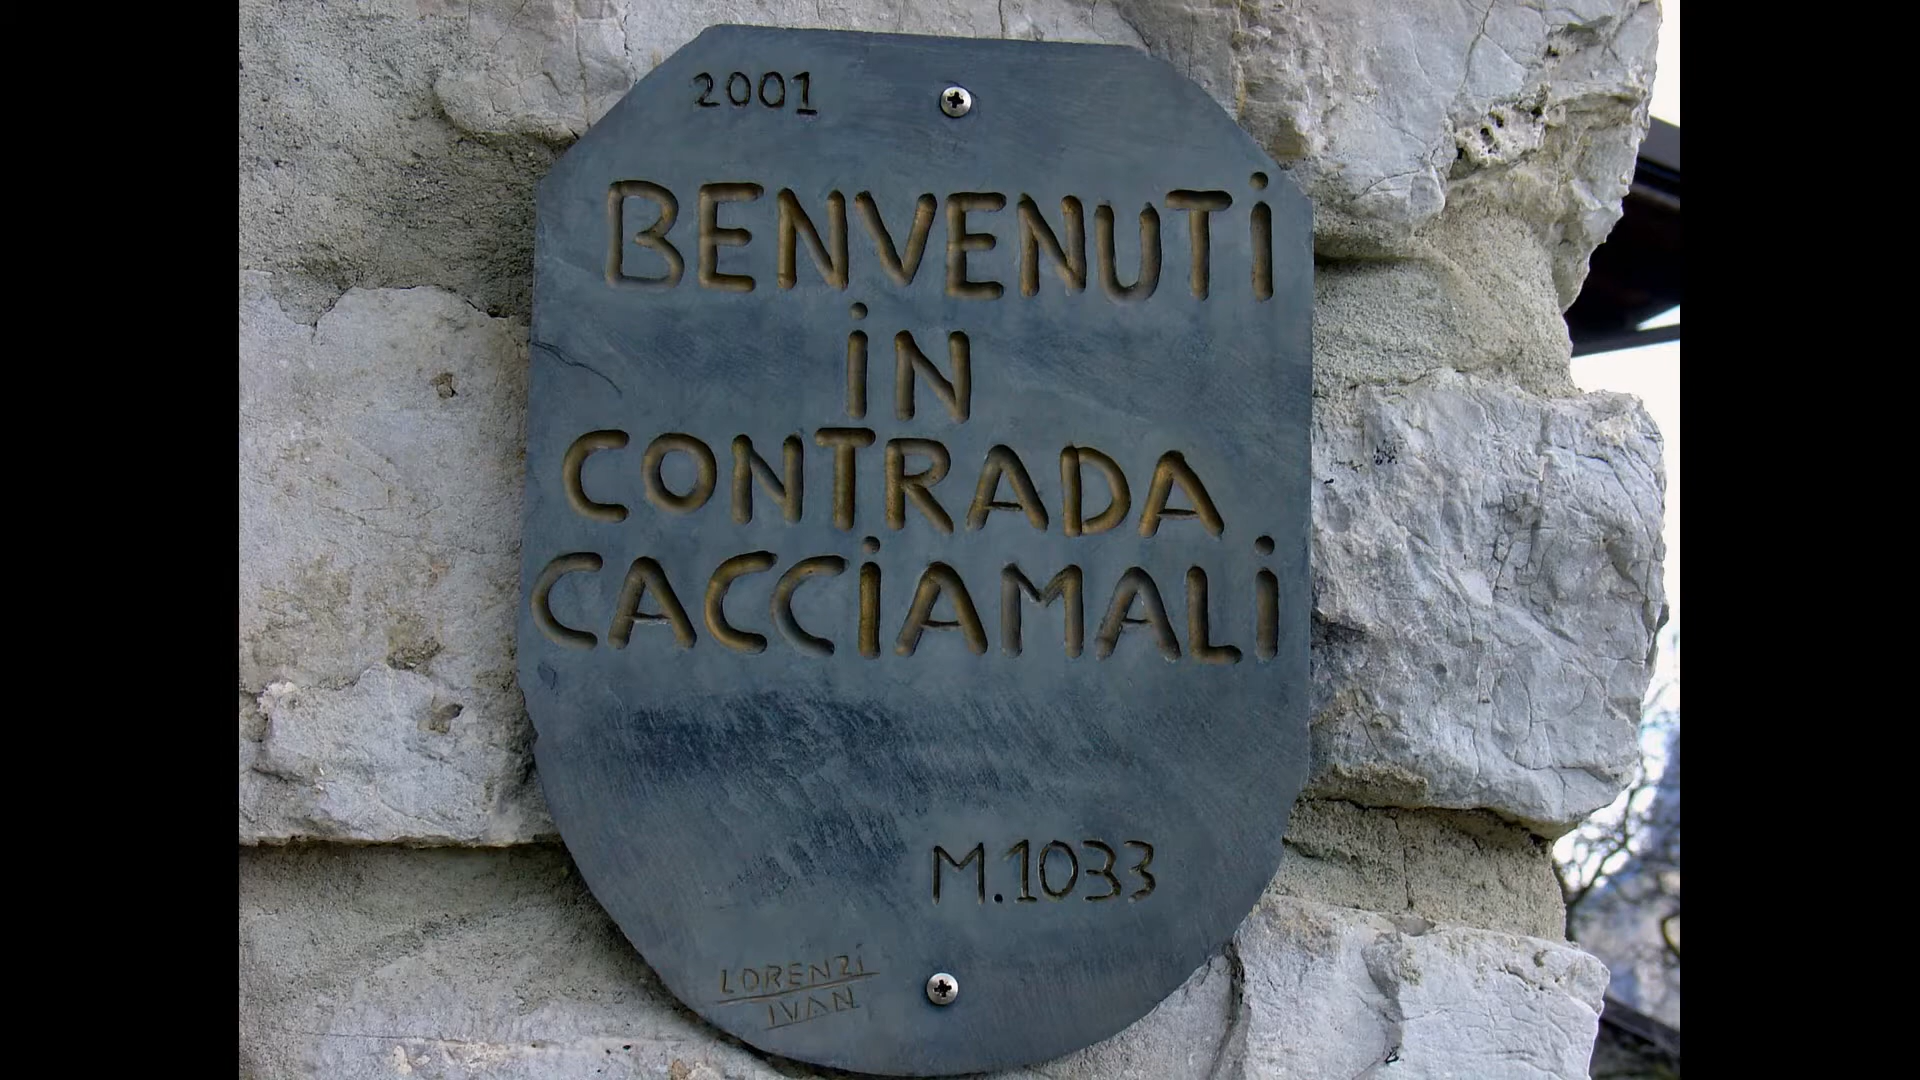 2001
BENVENUTi
iN
CONTRADA
CACCiAMALi
M.1033
LORENZi
IVAN